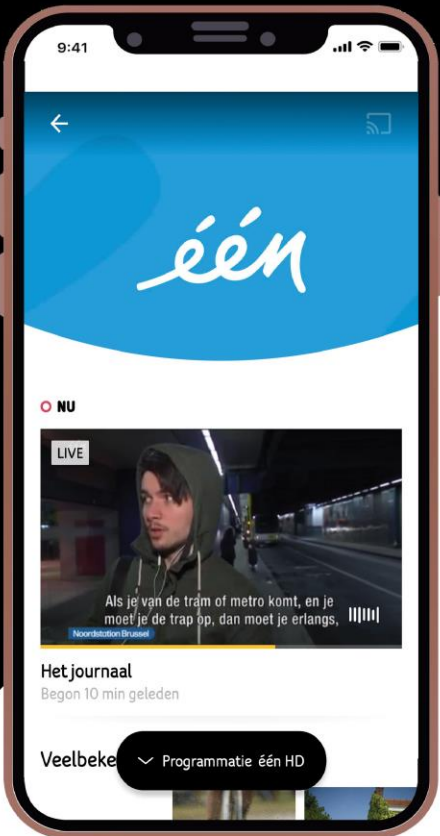 9:41
één
NU
LIVE
Als je van de tram of metro komt, en je
moet je de trap op, dan moet je erlangs,
Noordstation Brussel
Het journaal
Begon 10 min geleden
Veelbeke
Programmatie één HD